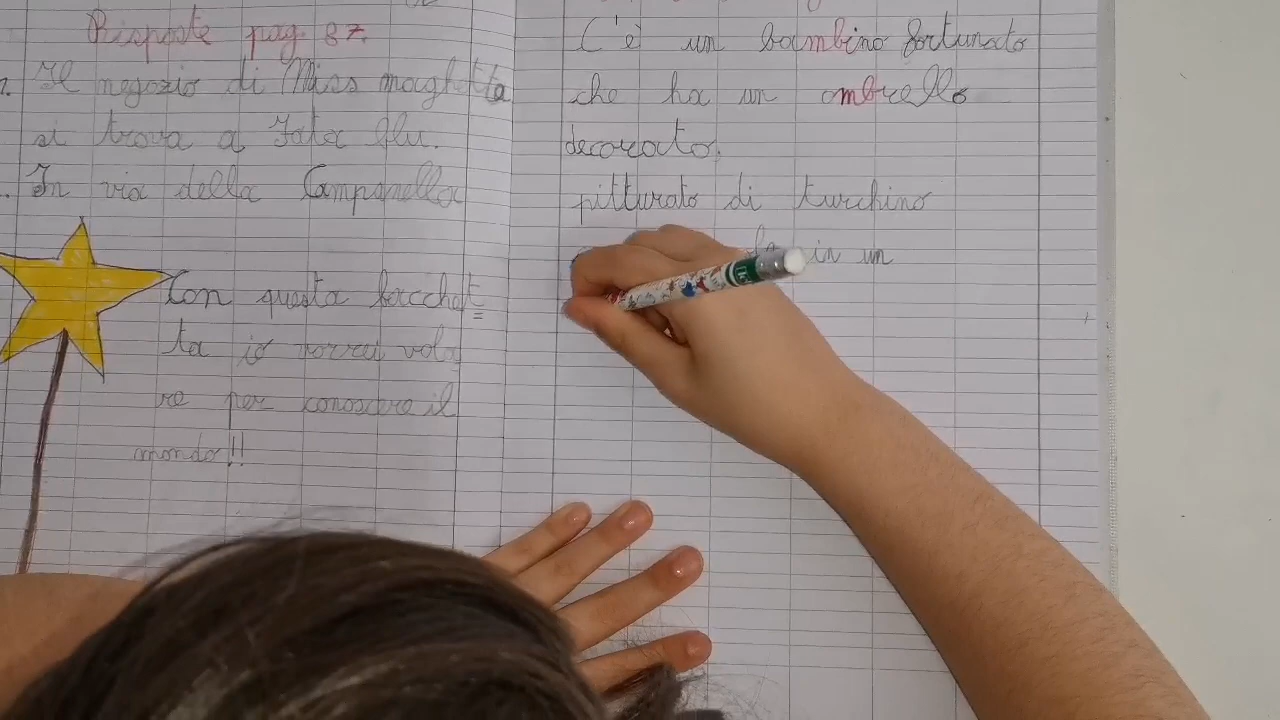 Risposte pag. 87
Il negozio di Miss maghetta
si trova a Fata blu.
In via della Campanella
Con questa bacchet
ta io vorrei vola
re per conoscere il
mondo!!
C'è un bambino fortunato
che ha un ombrello
decorato,
pitturato di turchino
in un